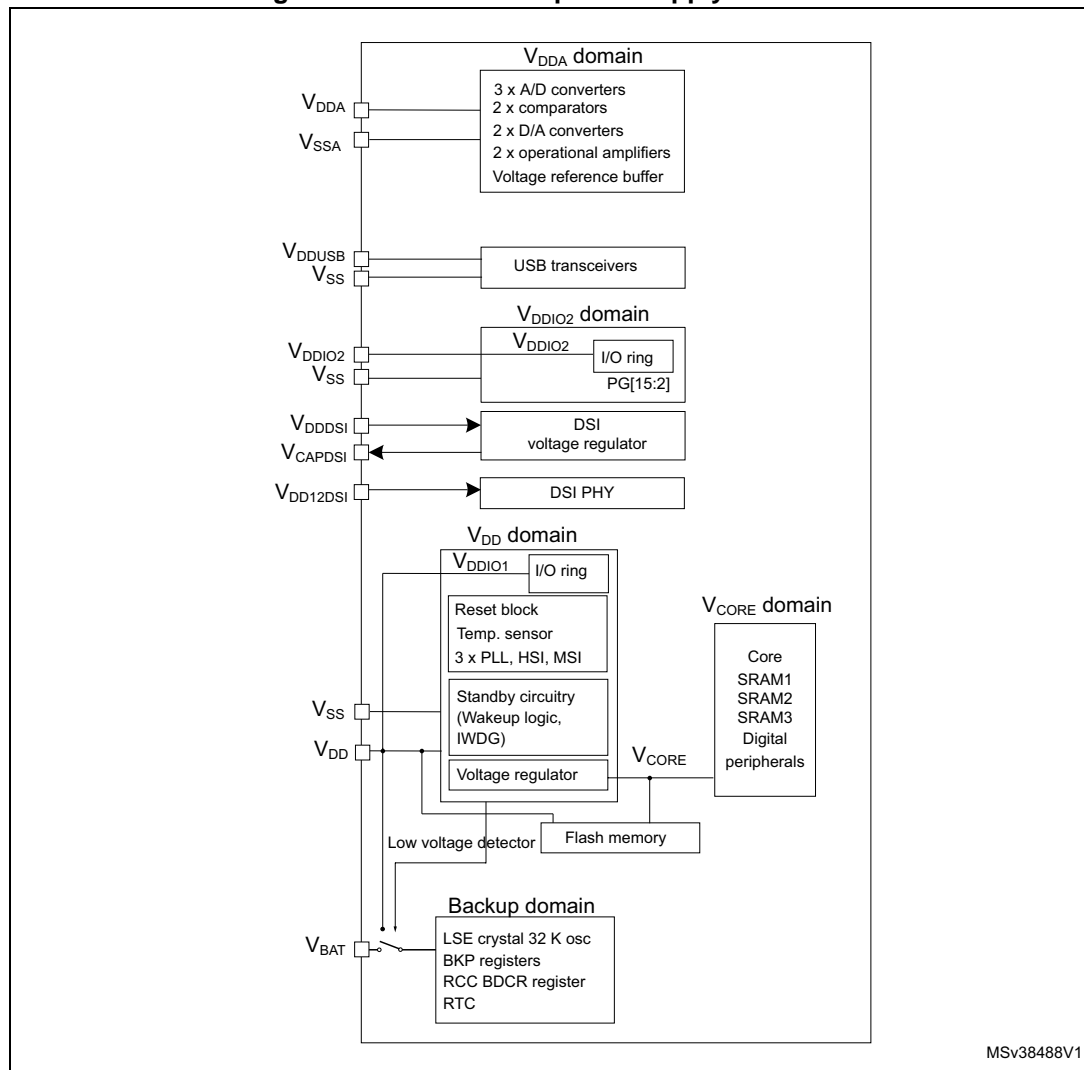 V_DDA domain
3 x A/D converters
2 x comparators
2 x D/A converters
2 x operational amplifiers
Voltage reference buffer
V_DDA
V_SSA
V_DDUSB
V_SS
USB transceivers
V_DDIO2 domain
V_DDIO2
V_SS
V_DDIO2
I/O ring
PG[15:2]
V_DDDSI
V_CAPDSI
DSI
voltage regulator
V_DD12DSI
DSI PHY
V_DD domain
V_DDIO1
I/O ring
Reset block
Temp. sensor
3 x PLL, HSI, MSI
Standby circuitry
(Wakeup logic,
IWDG)
Voltage regulator
V_SS
V_DD
V_CORE
V_CORE domain
Core
SRAM1
SRAM2
SRAM3
Digital
peripherals
Flash memory
Low voltage detector
Backup domain
V_BAT
LSE crystal 32 K osc
BKP registers
RCC BDCR register
RTC
MSv38488V1